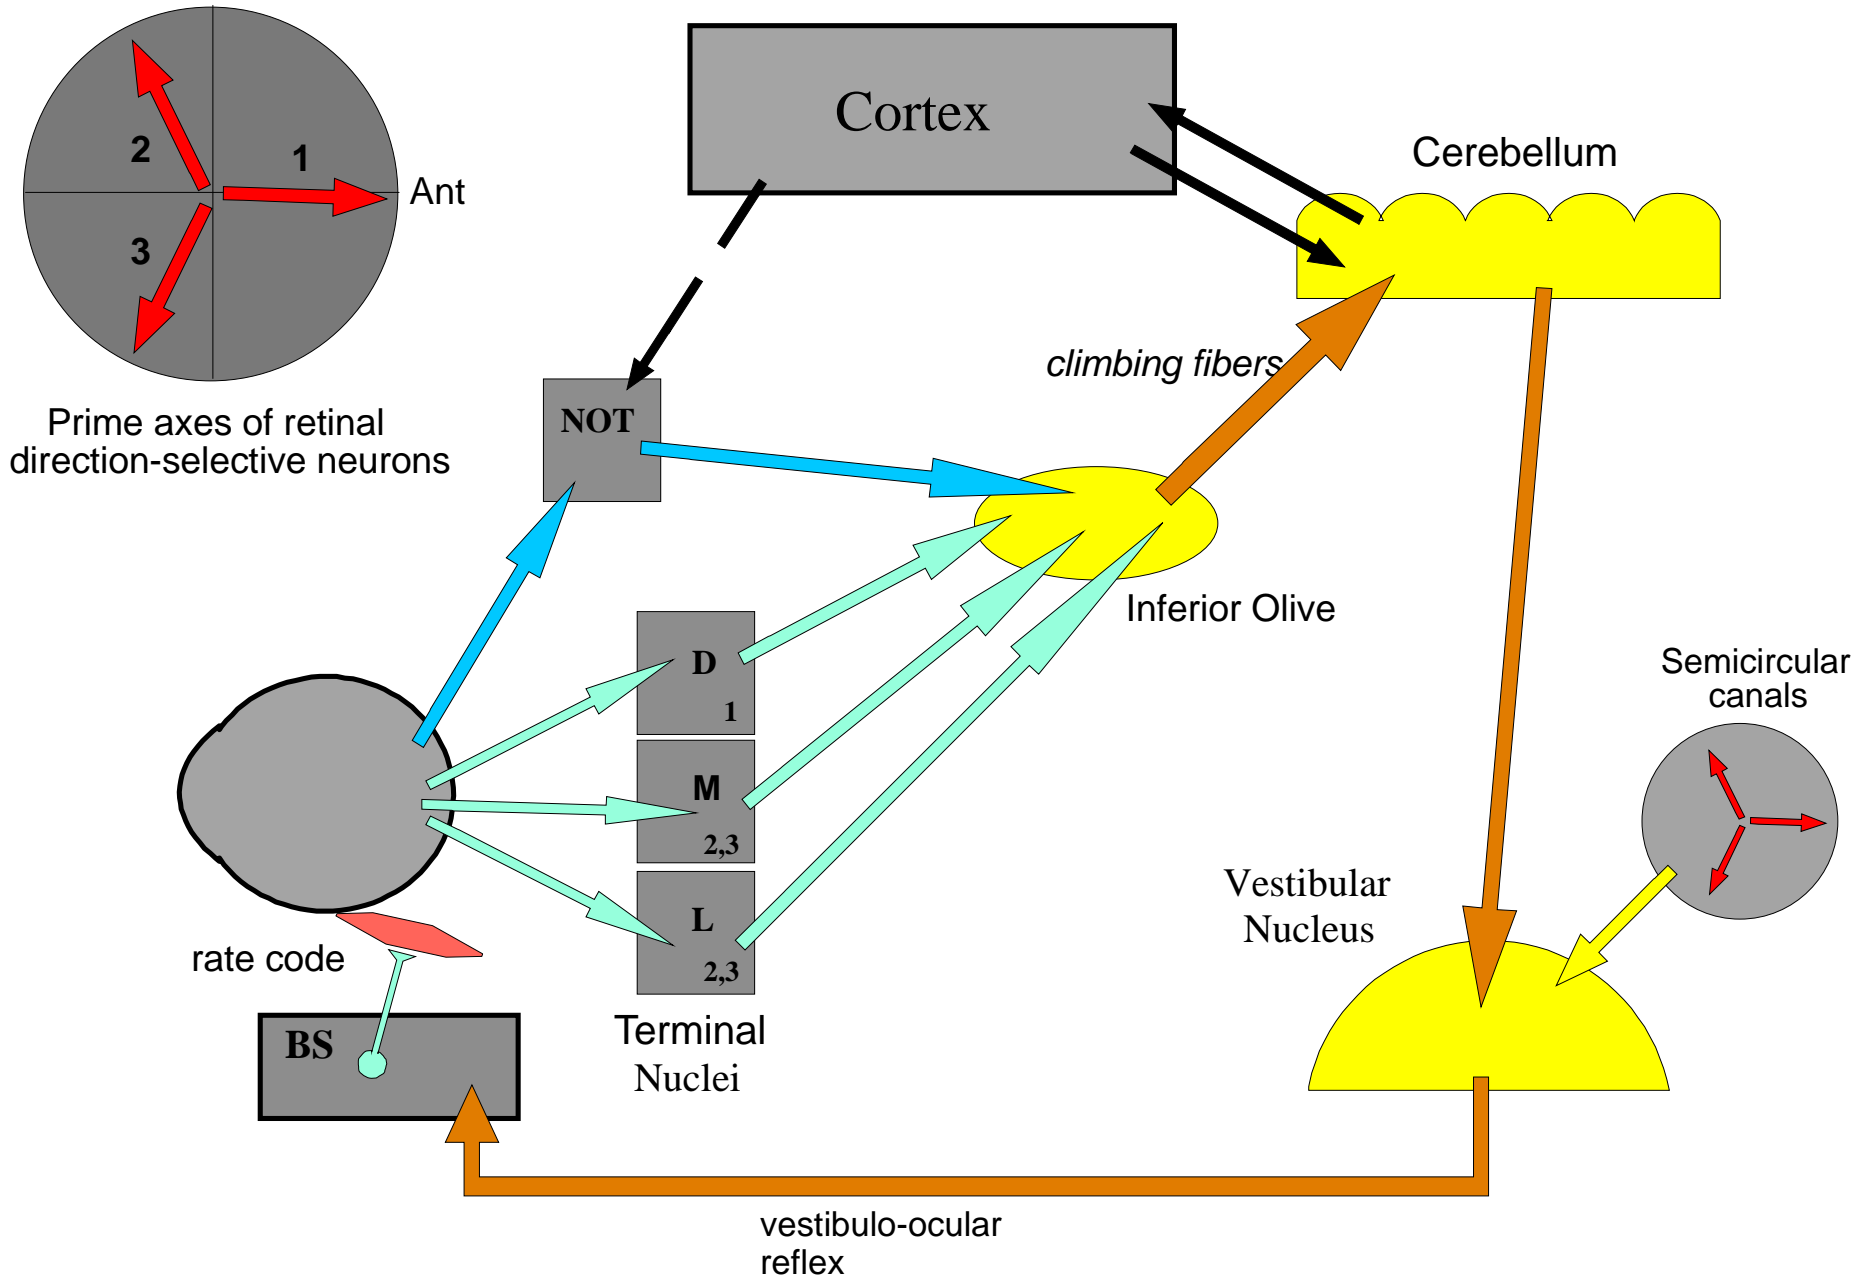 2
1
Ant
3
Prime axes of retinal
direction-selective neurons
Cortex
Cerebellum
climbing fibers
NOT
Inferior Olive
D
1
M
2,3
L
2,3
Terminal
Nuclei
Semicircular
canals
Vestibular
Nucleus
rate code
BS
vestibulo-ocular
reflex